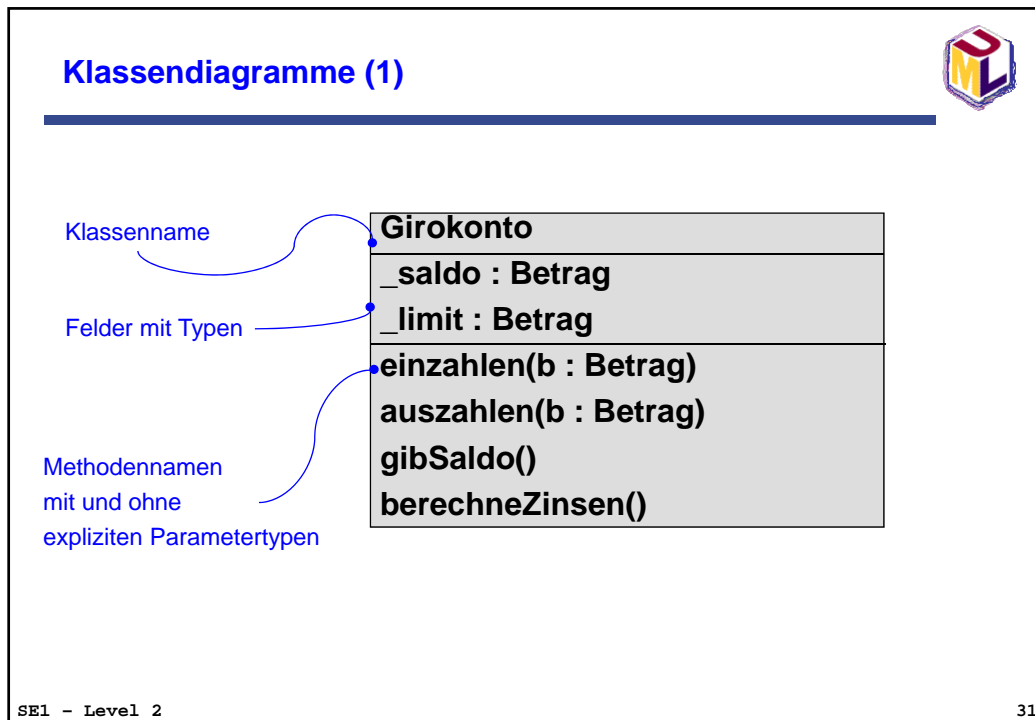 Klassendiagramme (1)
UML
Klassenname
Felder mit Typen
Methodennamen
mit und ohne
expliziten Parametertypen
Girokonto
_saldo : Betrag
_limit : Betrag
einzahlen(b : Betrag)
auszahlen(b : Betrag)
gibSaldo()
berechneZinsen()
SE1 – Level 2
31